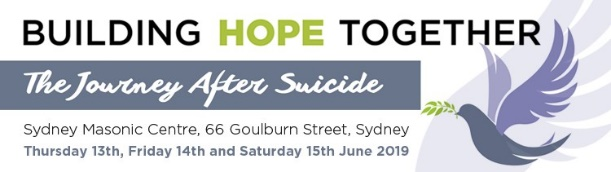 BUILDING HOPE TOGETHER
The Journey After Suicide
Sydney Masonic Centre, 66 Goulburn Street, Sydney
Thursday 13th, Friday 14th and Saturday 15th June 2019